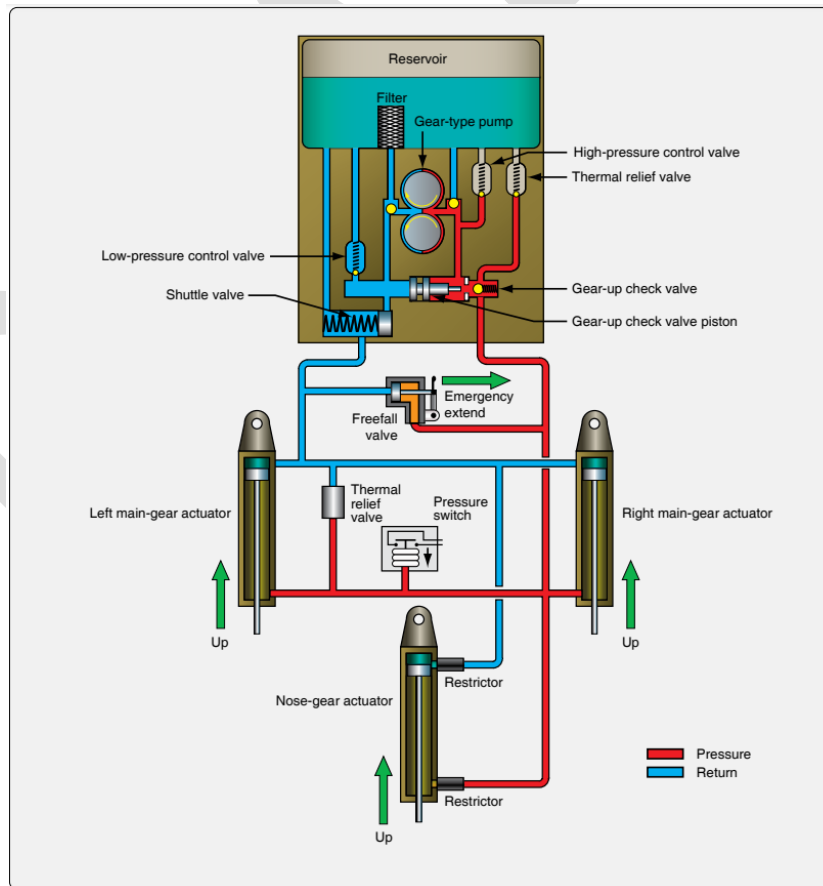 Reservoir
Filter
Gear-type pump
High-pressure control valve
Thermal relief valve
Low-pressure control valve
Shuttle valve
Gear-up check valve
Gear-up check valve piston
Emergency
extend
Freefall
valve
Left main-gear actuator
Thermal
relief
valve
Pressure
switch
Right main-gear actuator
Up
Up
Restrictor
Nose-gear actuator
Pressure
Return
Restrictor
Up